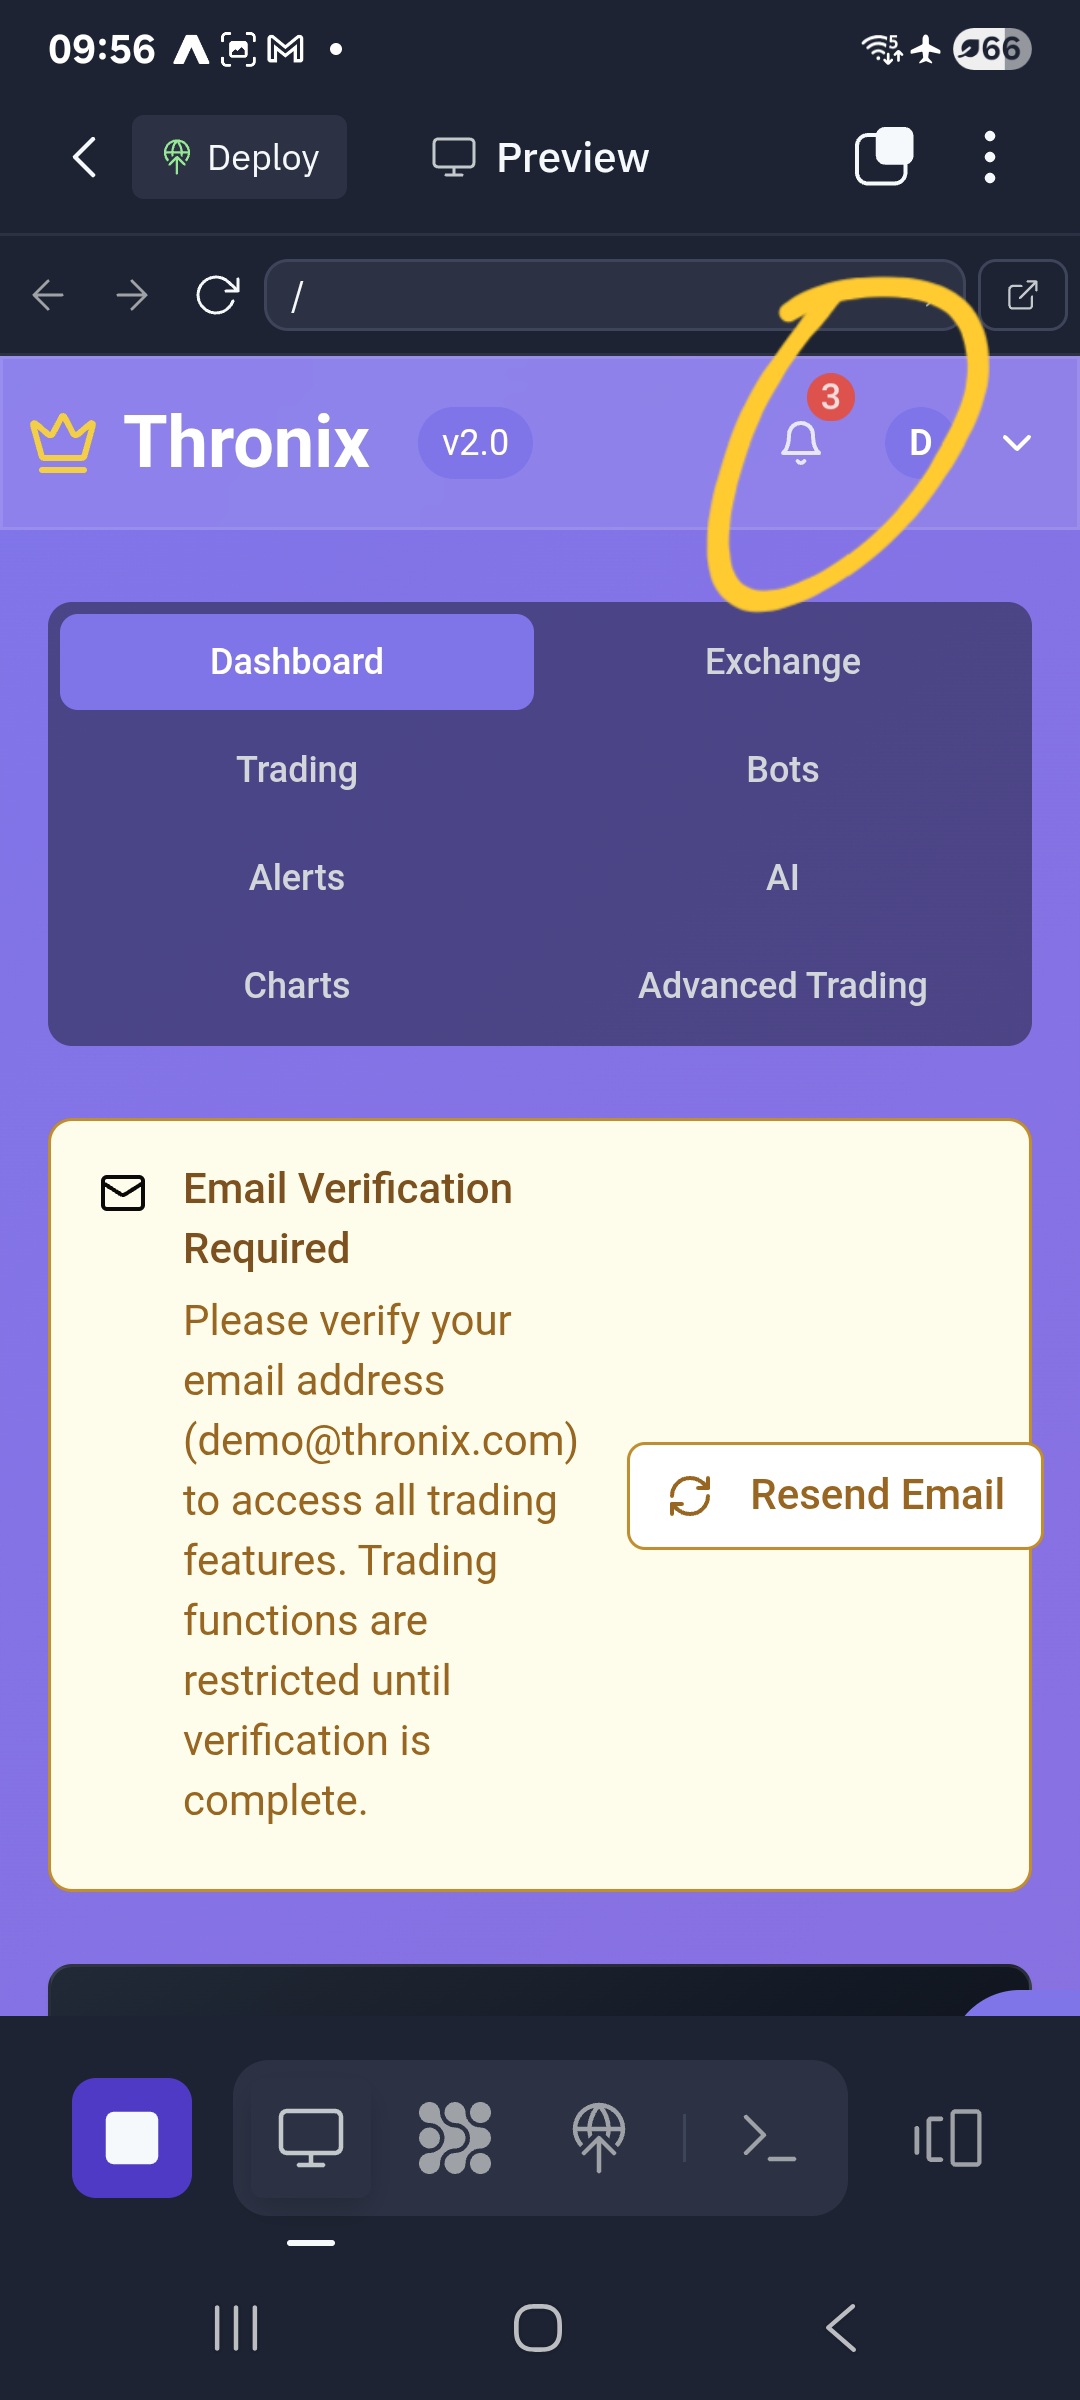 09:56
5
66
Deploy
Preview
/
Thronix
v2.0
3
D
Dashboard
Exchange
Trading
Bots
Alerts
AI
Charts
Advanced Trading
Email Verification
Required
Please verify your
email address
(demo@thronix.com)
to access all trading
features. Trading
functions are
restricted until
verification is
complete.
Resend Email